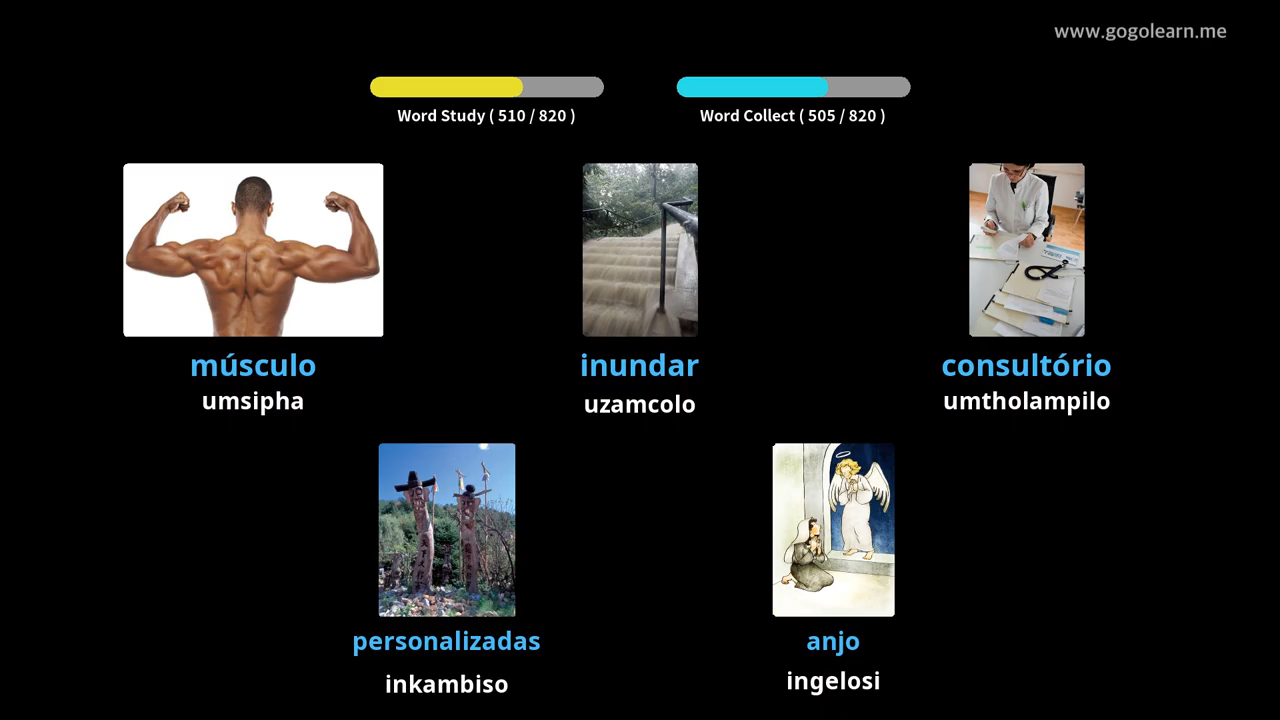 www.gogolearn.me
Word Study ( 510 / 820 )
Word Collect ( 505 / 820 )
músculo
umsipha
inundar
uzamcolo
consultório
umtholampilo
personalizadas
inkambiso
anjo
ingelosi